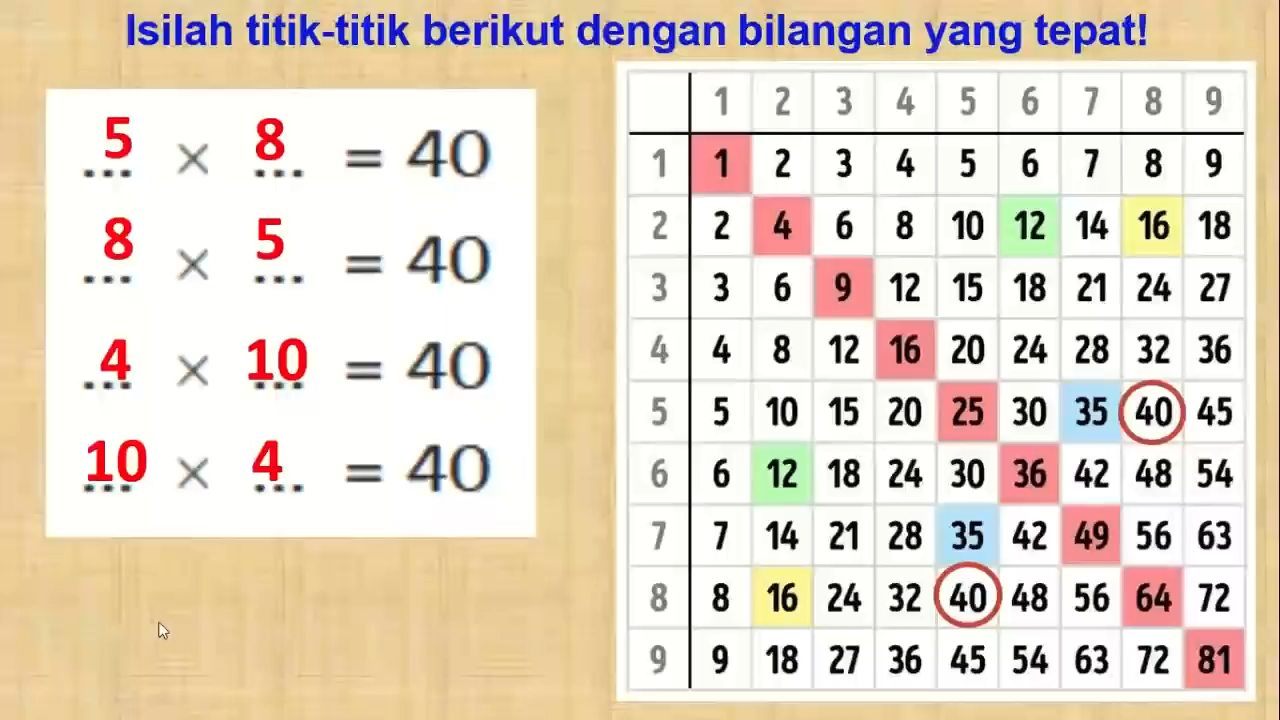 Isilah titik-titik berikut dengan bilangan yang tepat!
5 × 8 = 40
8 × 5 = 40
4 × 10 = 40
10 × 4 = 40
1 2 3 4 5 6 7 8 9
1 1 2 3 4 5 6 7 8 9
2 2 4 6 8 10 12 14 16 18
3 3 6 9 12 15 18 21 24 27
4 4 8 12 16 20 24 28 32 36
5 5 10 15 20 25 30 35 40 45
6 6 12 18 24 30 36 42 48 54
7 7 14 21 28 35 42 49 56 63
8 8 16 24 32 40 48 56 64 72
9 9 18 27 36 45 54 63 72 81